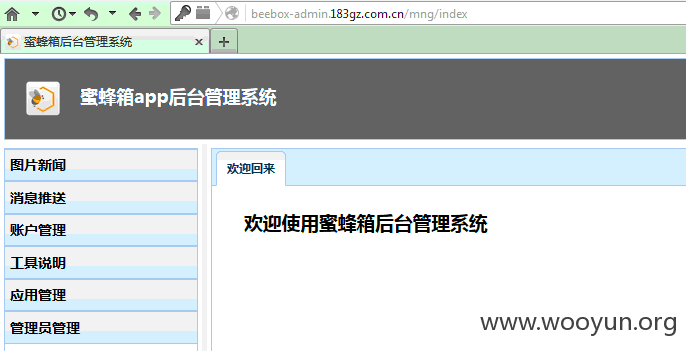 beebox-admin.183gz.com.cn/mng/index
蜜蜂箱后台管理系统
蜜蜂箱app后台管理系统
图片新闻
消息推送
账户管理
工具说明
应用管理
管理员管理
欢迎回来
欢迎使用蜜蜂箱后台管理系统
www.wooyun.org